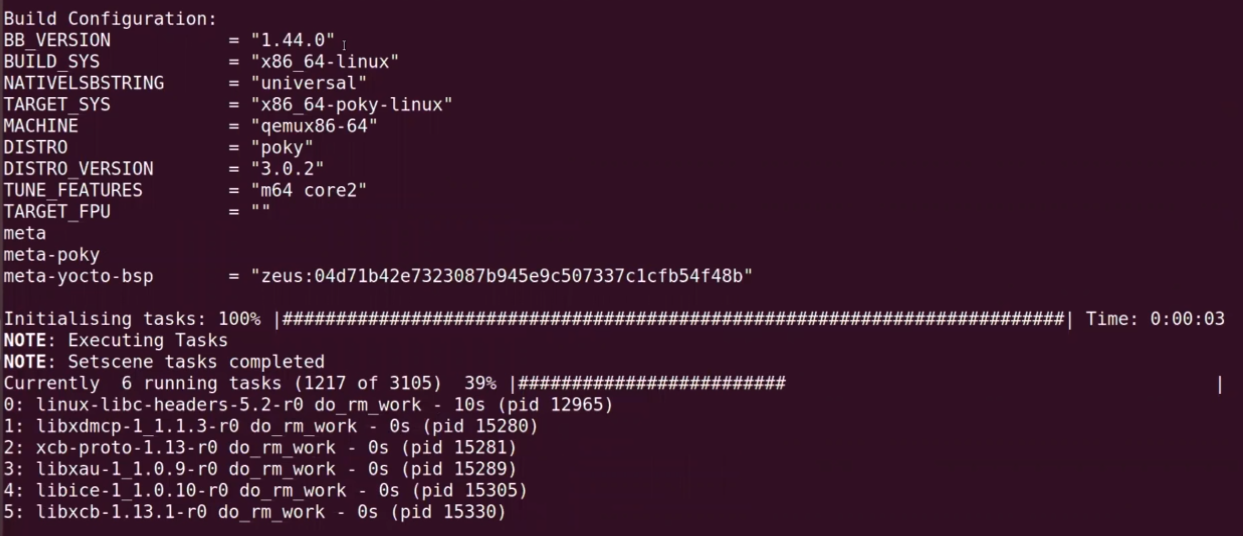 Build Configuration:
BB_VERSION           = "1.44.0"
BUILD_SYS            = "x86_64-linux"
NATIVELSBSTRING      = "universal"
TARGET_SYS           = "x86_64-poky-linux"
MACHINE              = "qemux86-64"
DISTRO               = "poky"
DISTRO_VERSION       = "3.0.2"
TUNE_FEATURES        = "m64 core2"
TARGET_FPU           = ""
meta
meta-poky
meta-yocto-bsp       = "zeus:04d71b42e7323087b945e9c507337c1cfb54f48b"
Initialising tasks: 100% |#########################################################################| Time: 0:00:03
NOTE: Executing Tasks
NOTE: Setscene tasks completed
Currently  6 running tasks (1217 of 3105)  39% |#########################                                        |
0: linux-libc-headers-5.2-r0 do_rm_work - 10s (pid 12965)
1: libxdmcp-1_1.1.3-r0 do_rm_work - 0s (pid 15280)
2: xcb-proto-1.13-r0 do_rm_work - 0s (pid 15281)
3: libxau-1_1.0.9-r0 do_rm_work - 0s (pid 15289)
4: libice-1_1.0.10-r0 do_rm_work - 0s (pid 15305)
5: libxcb-1.13.1-r0 do_rm_work - 0s (pid 15330)